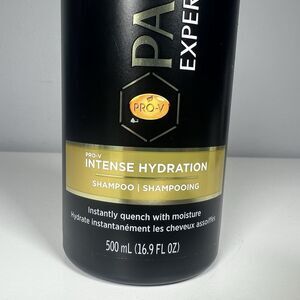 PA
EXPER
PRO-V
PRO-V
INTENSE HYDRATION
SHAMPOO | SHAMPOOING
Instantly quench with moisture
Hydrate instantanément les cheveux assoiffés
500 mL (16.9 FL OZ)